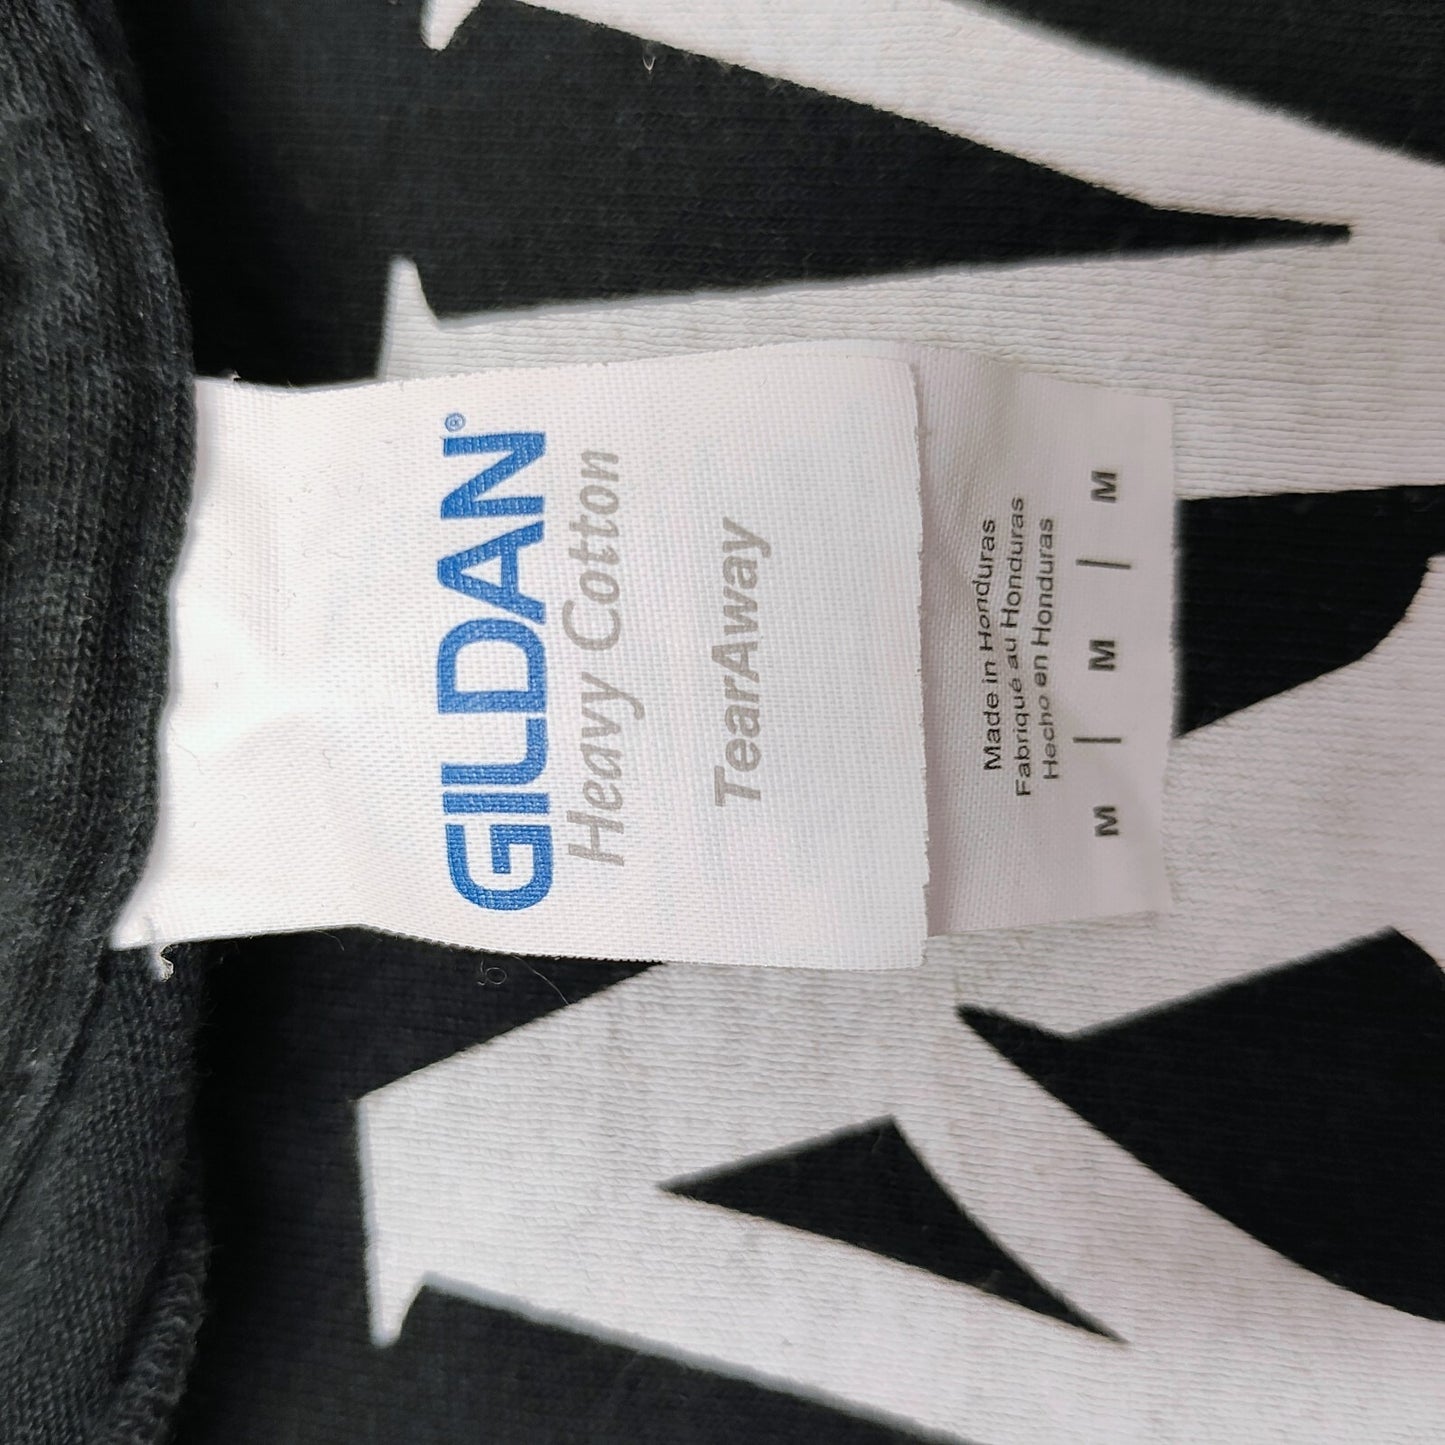 GILDAN®
Heavy Cotton
TearAway
Made in Honduras
Fabriqué au Honduras
Hecho en Honduras
M | M | M